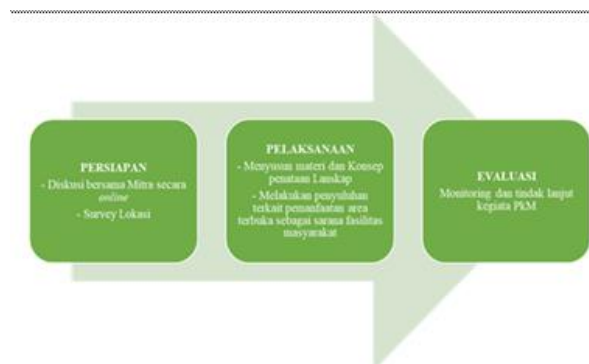 PERSIAPAN
- Diskusi bersama Mitra secara
online
- Survey Lokasi
PELAKSANAAN
- Menyusun materi dan Konsep
penataan Lanskap
- Melakukan penyuluhan
terkait pemanfaatan area
terbuka sebagai sarana fasilitas
masyarakat
EVALUASI
Monitoring dan tindak lanjut
kegiata PkM